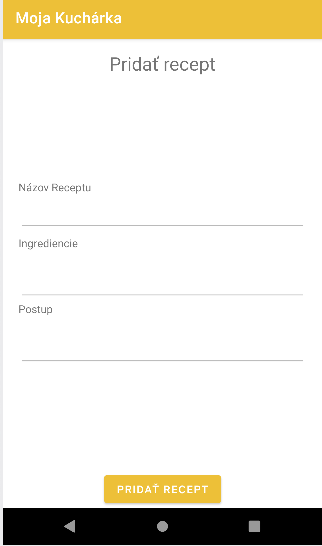 Moja Kuchárka
Pridať recept
Názov Receptu
Ingrediencie
Postup
PRIDAŤ RECEPT